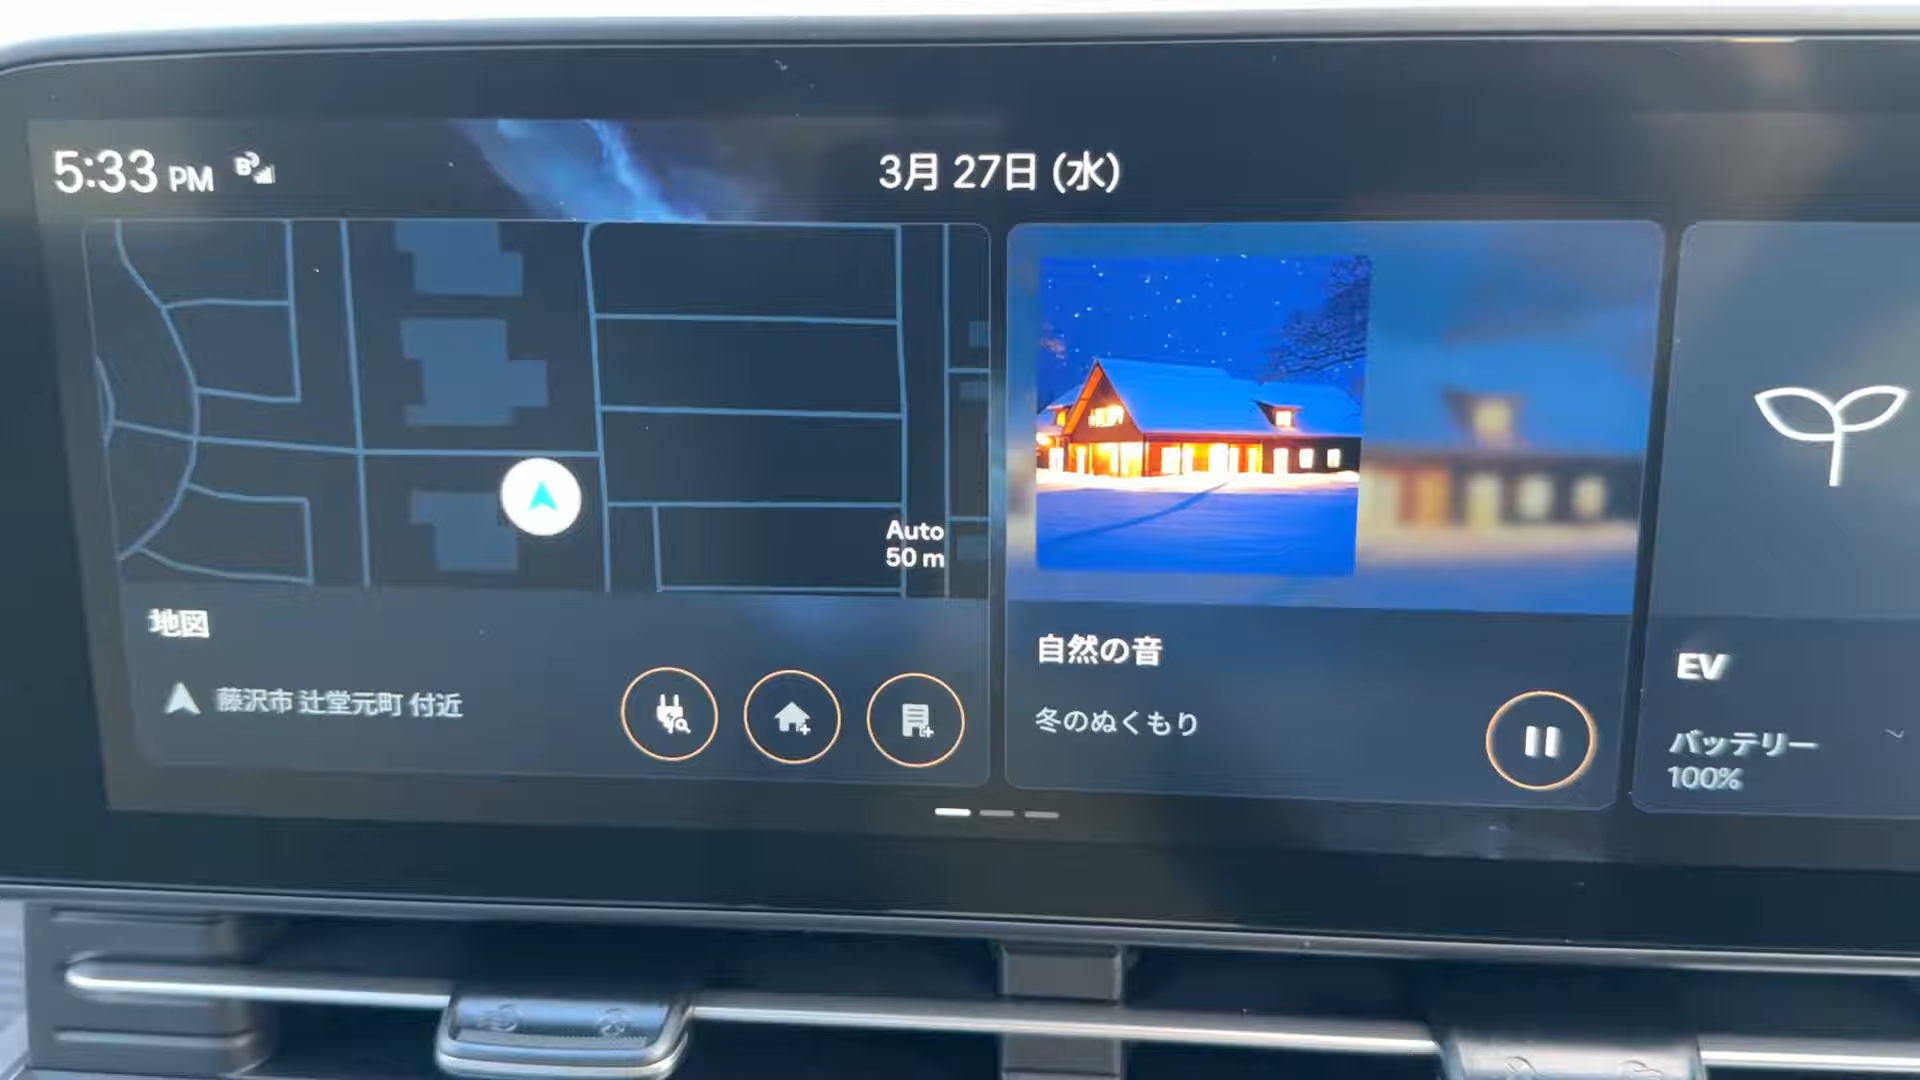 5:33 PM
3月 27日 (水)
Auto
50 m
地図
藤沢市 辻堂元町 付近
自然の音
冬のぬくもり
EV
バッテリー
100%